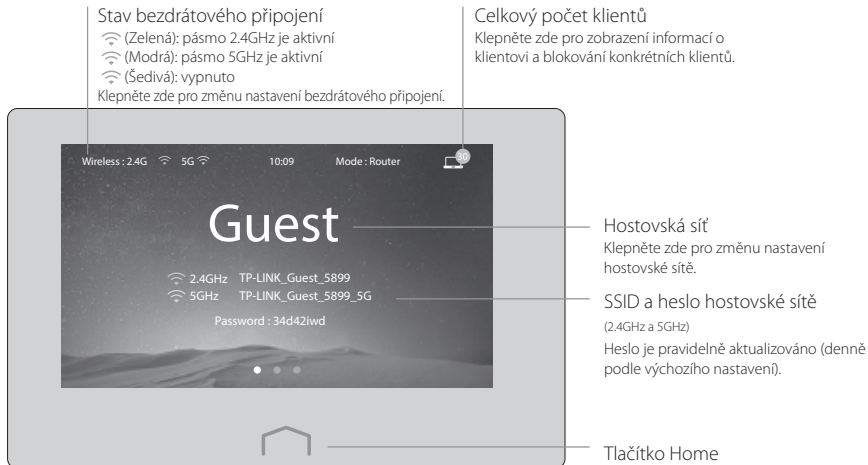 Stav bezdrátového připojení
(Zelená): pásmo 2.4GHz je aktivní
(Modrá): pásmo 5GHz je aktivní
(Šedivá): vypnuto
Klepněte zde pro změnu nastavení bezdrátového připojení.
Celkový počet klientů
Klepněte zde pro zobrazení informací o
klientovi a blokování konkrétních klientů.
Wireless : 2.4G 5G 10:09 Mode : Router 30
Guest
2.4GHz TP-LINK_Guest_5899
5GHz TP-LINK_Guest_5899_5G
Password : 34d42iwd
Hostovská síť
Klepněte zde pro změnu nastavení
hostovské sítě.
SSID a heslo hostovské sítě
(2.4GHz a 5GHz)
Heslo je pravidelně aktualizováno (denně
podle výchozího nastavení).
Tlačítko Home